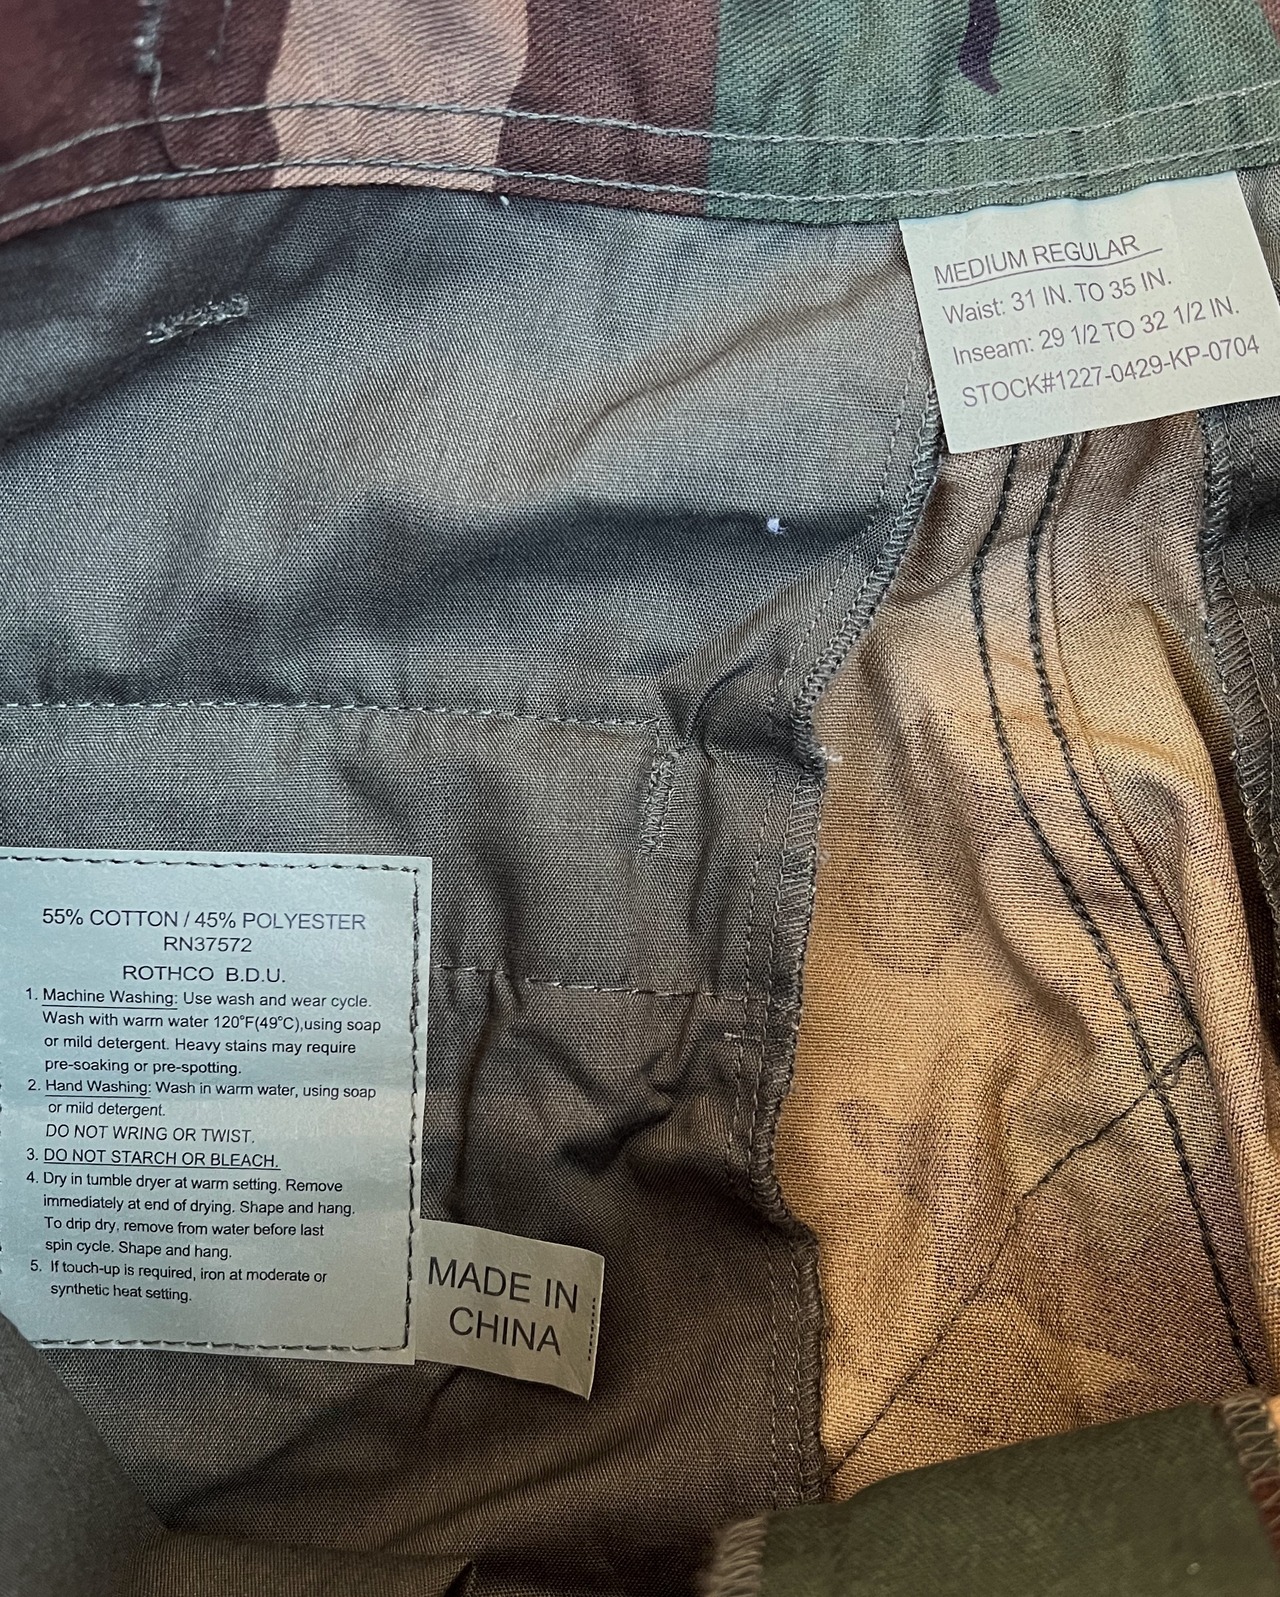 MEDIUM REGULAR
Waist: 31 IN. TO 35 IN.
Inseam: 29 1/2 TO 32 1/2 IN.
STOCK#1227-0429-KP-0704
55% COTTON / 45% POLYESTER
RN37572
ROTHCO B.D.U.
1. Machine Washing: Use wash and wear cycle.
Wash with warm water 120°F(49°C),using soap
or mild detergent. Heavy stains may require
pre-soaking or pre-spotting.
2. Hand Washing: Wash in warm water, using soap
or mild detergent.
DO NOT WRING OR TWIST.
3. DO NOT STARCH OR BLEACH.
4. Dry in tumble dryer at warm setting. Remove
immediately at end of drying. Shape and hang.
To drip dry, remove from water before last
spin cycle. Shape and hang.
5. If touch-up is required, iron at moderate or
synthetic heat setting.
MADE IN
CHINA